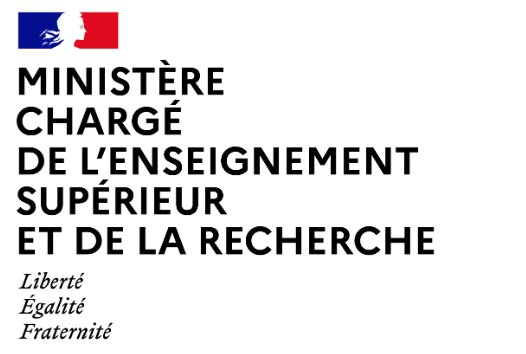 MINISTÈRE
CHARGÉ
DE L’ENSEIGNEMENT
SUPÉRIEUR
ET DE LA RECHERCHE
Liberté
Égalité
Fraternité